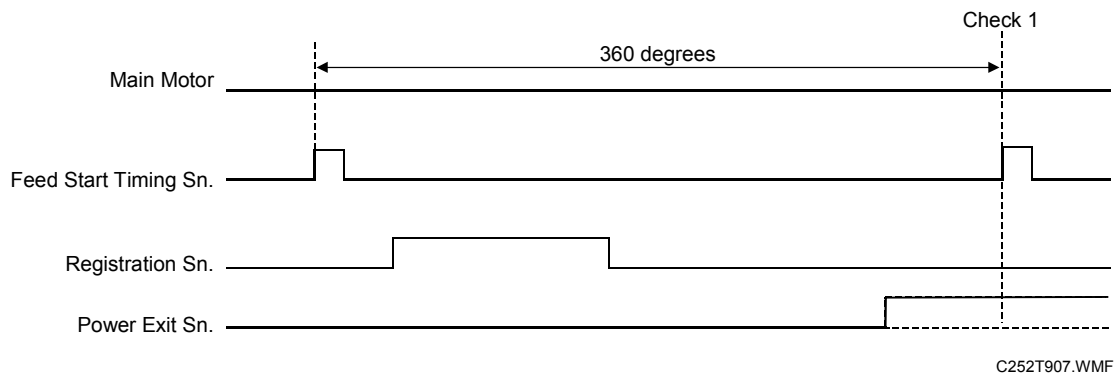 Check 1
360 degrees
Main Motor
Feed Start Timing Sn.
Registration Sn.
Power Exit Sn.
C252T907.WMF